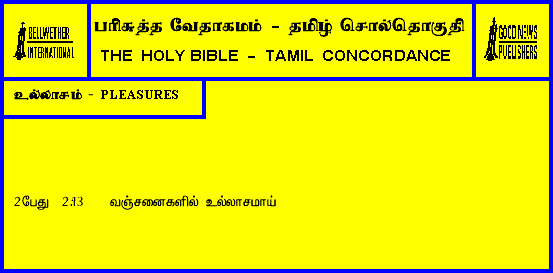 BELLWETHER
INTERNATIONAL
பரிசுத்த வேதாகமம் - தமிழ் சொல்தொகுதி
THE HOLY BIBLE - TAMIL CONCORDANCE
GOOD NEWS
PUBLISHERS
உல்லாசம் - PLEASURES
2பேது 2:13 வஞ்சனைகளில் உல்லாசமாய்